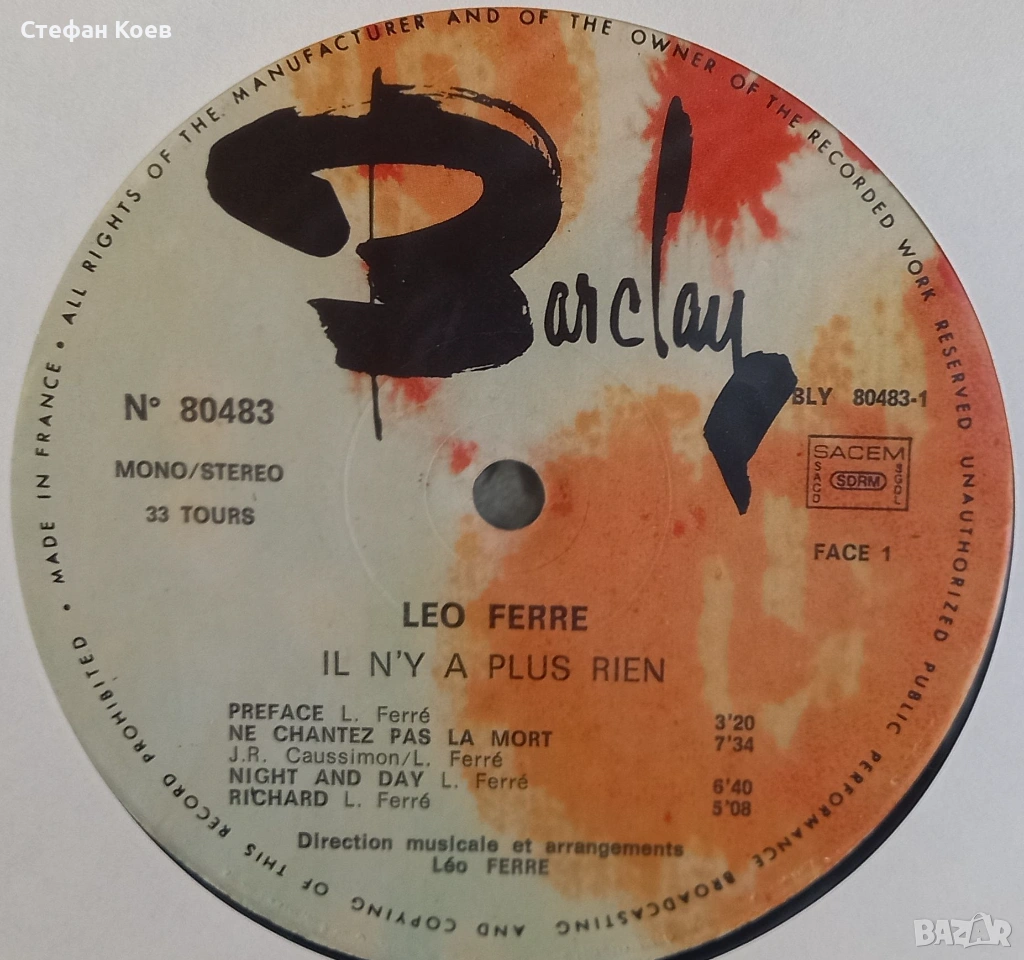 Стефан Коев
ALL RIGHTS OF THE MANUFACTURER AND OF THE OWNER OF THE RECORDED WORK RESERVED UNAUTHORIZED PUBLIC PERFORMANCE BROADCASTING AND COPYING OF THIS RECORD PROHIBITED • MADE IN FRANCE •
Barclay
N° 80483
BLY 80483-1
MONO/STEREO
SACEM
SACD SDRM SGDL
33 TOURS
FACE 1
LEO FERRE
IL N'Y A PLUS RIEN
PREFACE L. Ferré 3'20
NE CHANTEZ PAS LA MORT 7'34
J.R. Caussimon/L. Ferré
NIGHT AND DAY L. Ferré 6'40
RICHARD L. Ferré 5'08
Direction musicale et arrangements
Léo FERRE
BAZAR